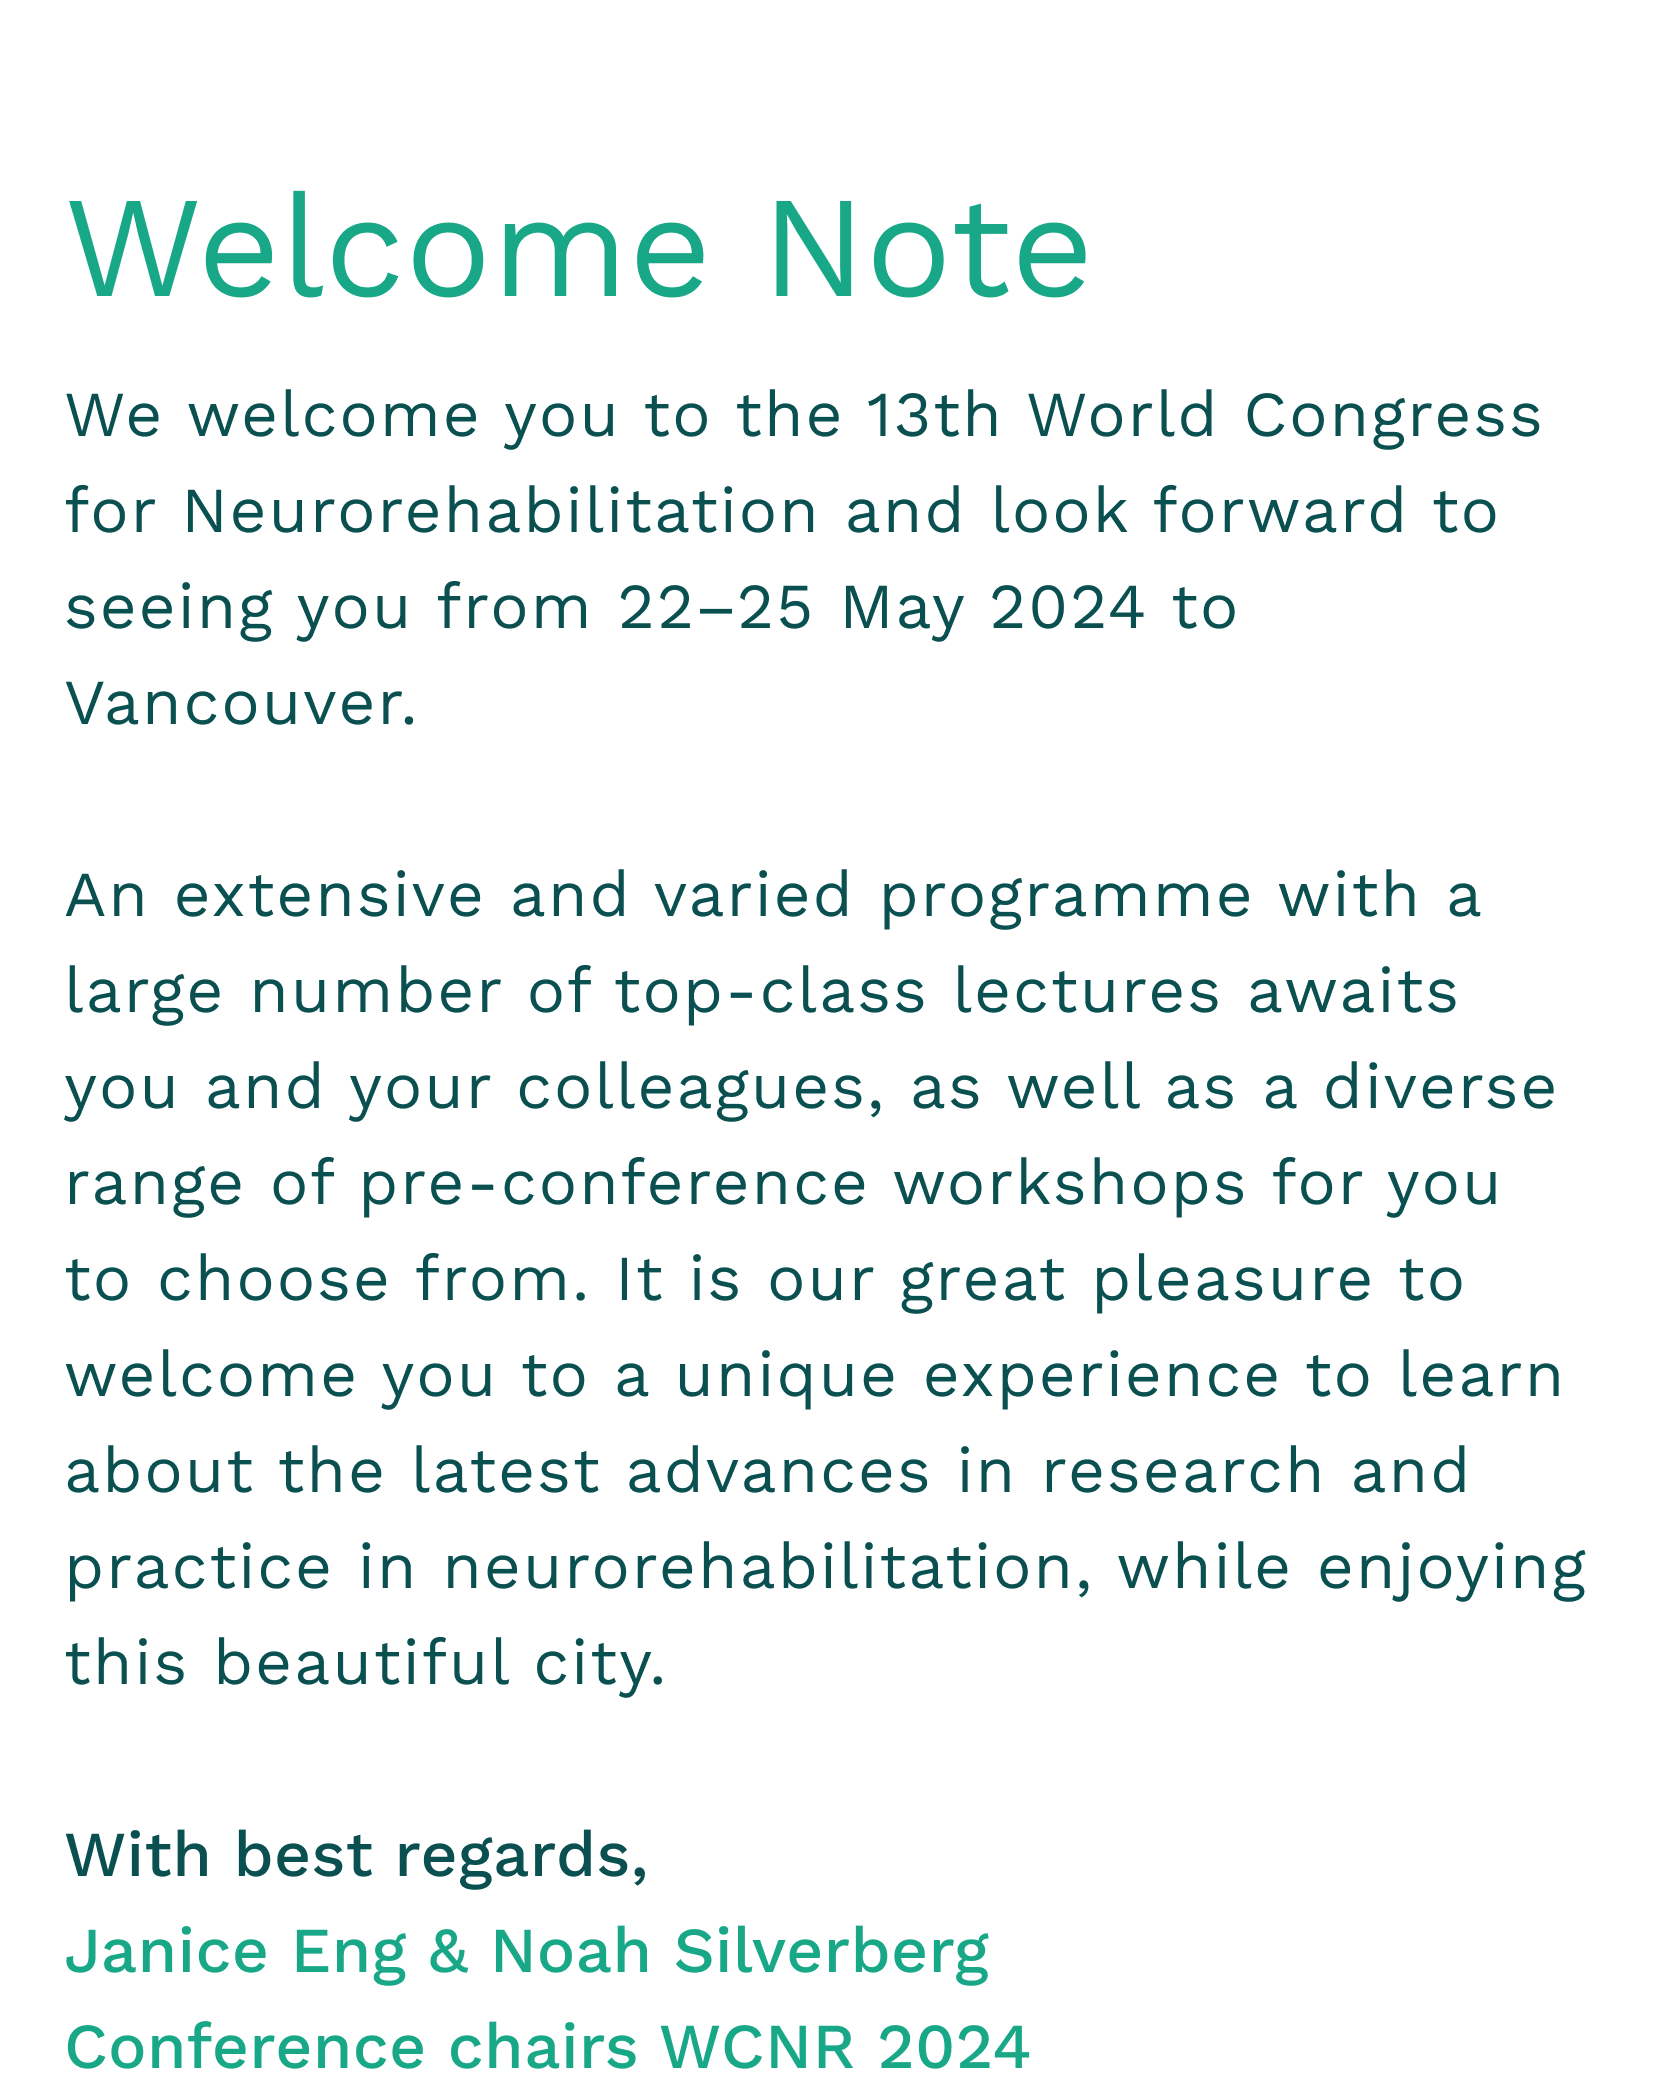 Welcome Note
We welcome you to the 13th World Congress
for Neurorehabilitation and look forward to
seeing you from 22–25 May 2024 to
Vancouver.
An extensive and varied programme with a
large number of top-class lectures awaits
you and your colleagues, as well as a diverse
range of pre-conference workshops for you
to choose from. It is our great pleasure to
welcome you to a unique experience to learn
about the latest advances in research and
practice in neurorehabilitation, while enjoying
this beautiful city.
With best regards,
Janice Eng & Noah Silverberg
Conference chairs WCNR 2024